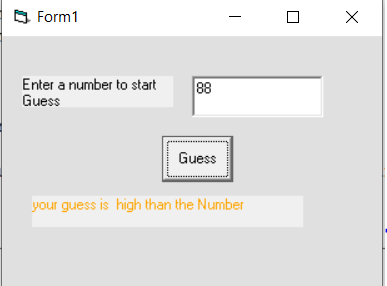 Form1
Enter a number to start
Guess
88
Guess
your guess is  high than the Number